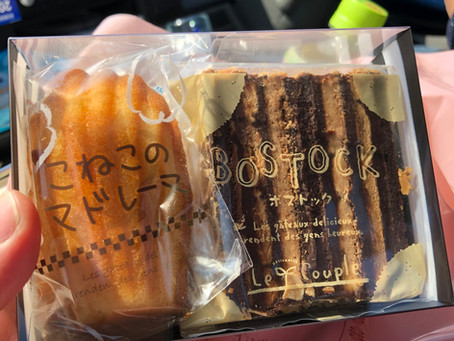 こねこの
マドレーヌ
BOSTOCK
ボストック
Les gâteaux délicieux
rendent des gens heureux.
Le Couple